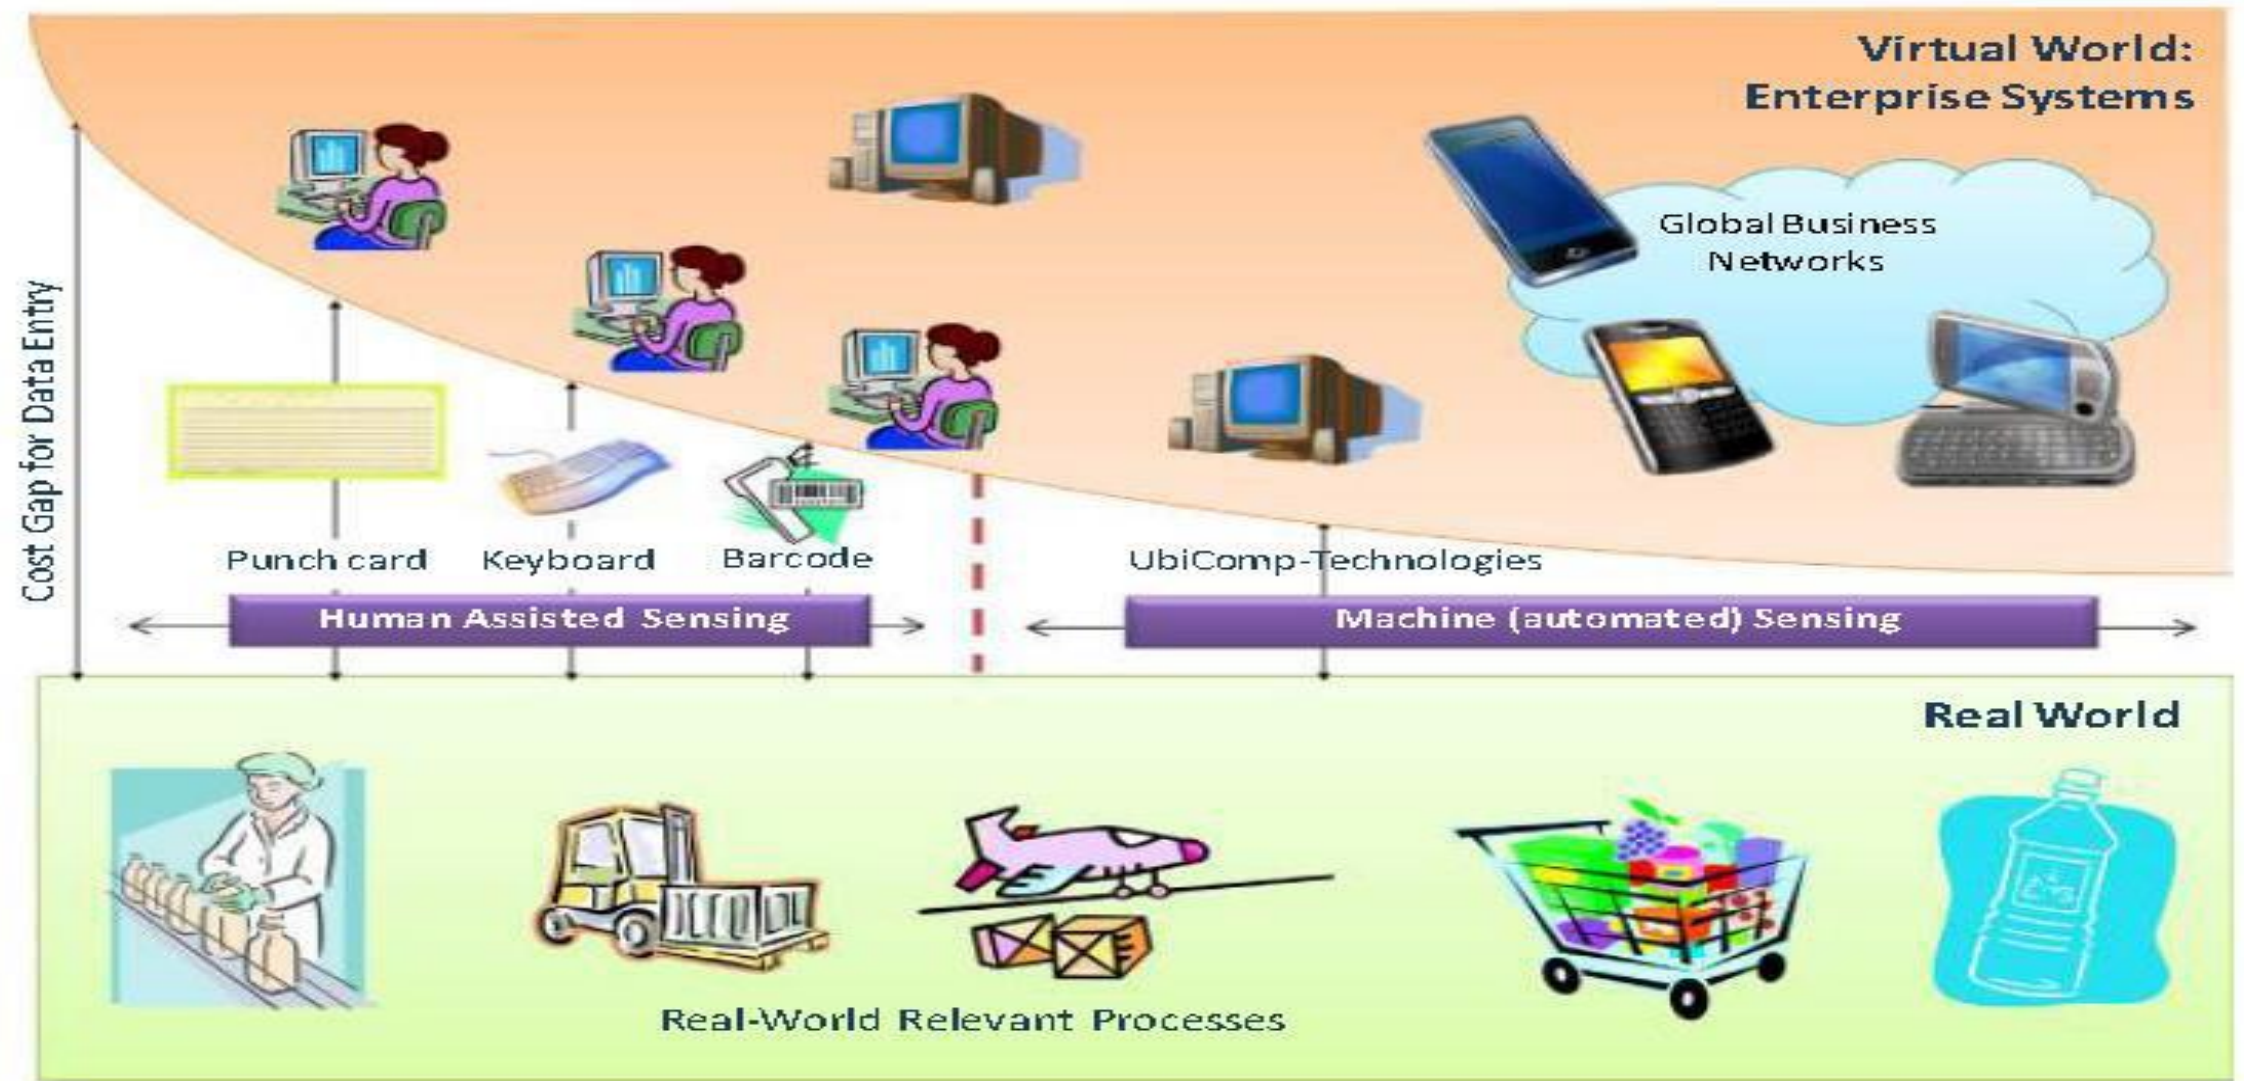 Virtual World:
Enterprise Systems
Global Business
Networks
Cost Gap for Data Entry
Punch card
Keyboard
Barcode
UbiComp-Technologies
Human Assisted Sensing
Machine (automated) Sensing
Real World
Real-World Relevant Processes